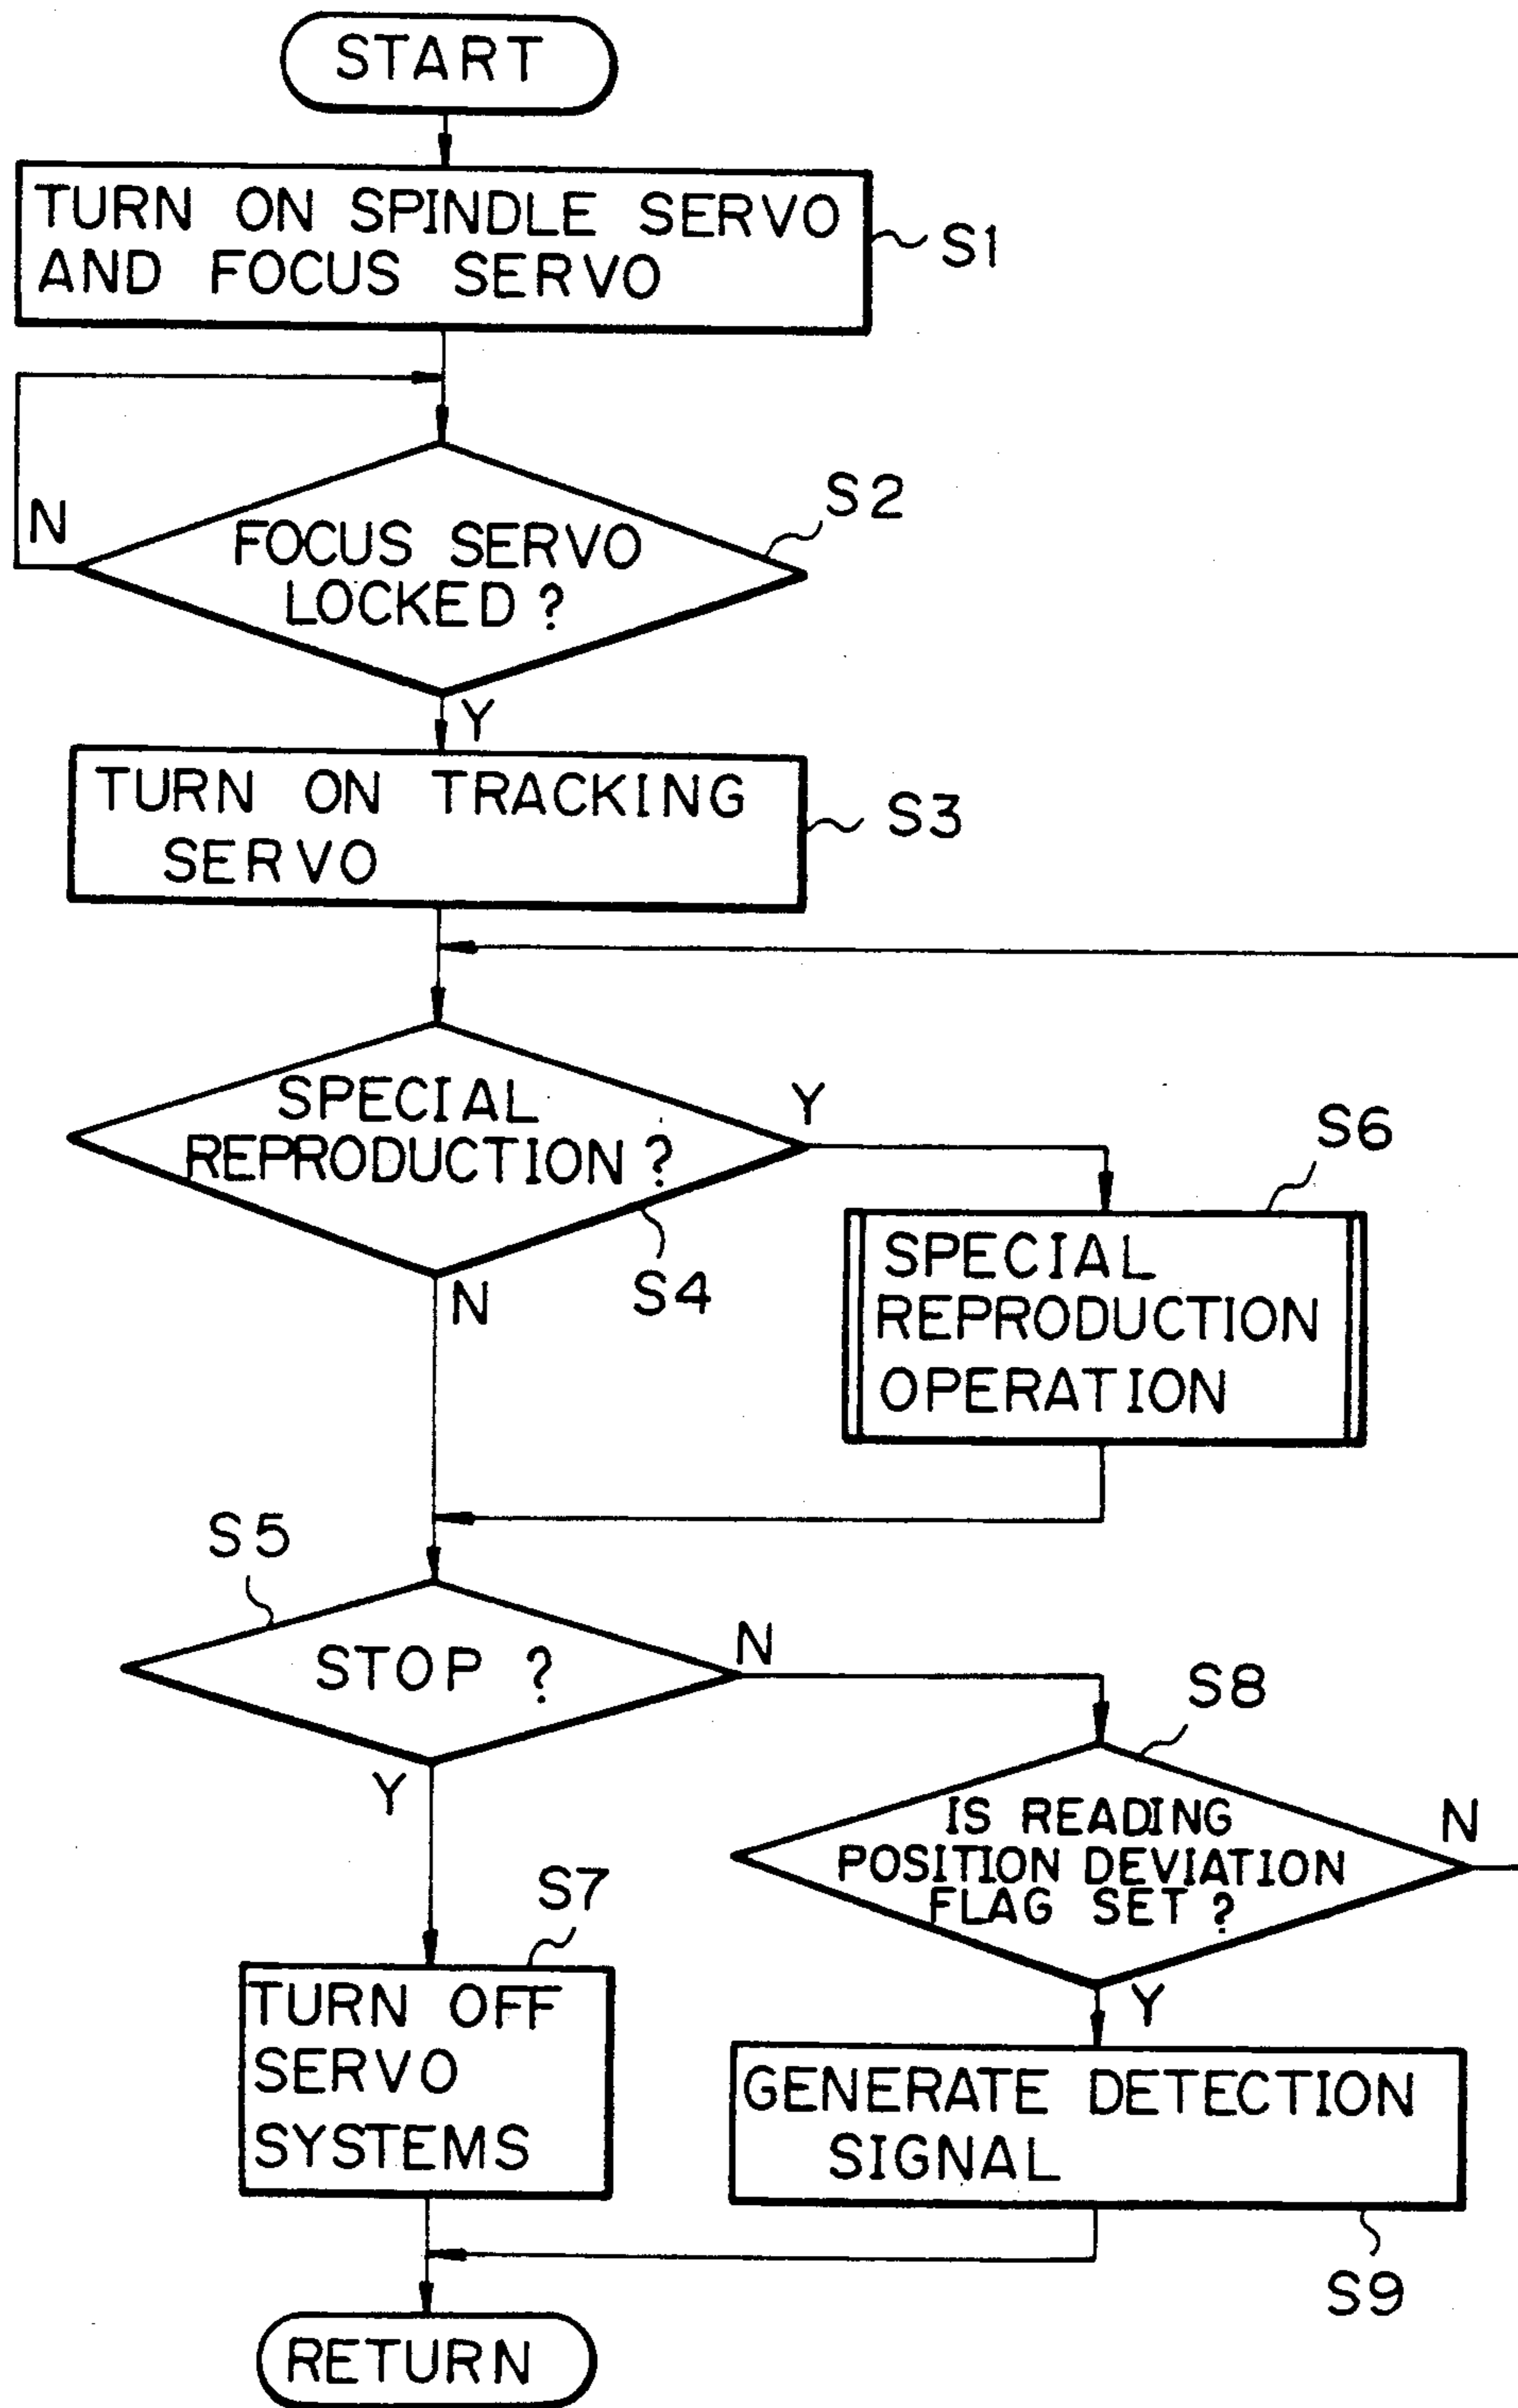 START
TURN ON SPINDLE SERVO
AND FOCUS SERVO
S1
S2
N
FOCUS SERVO
LOCKED ?
Y
TURN ON TRACKING
SERVO
S3
SPECIAL
REPRODUCTION ?
Y
S4
N
S6
SPECIAL
REPRODUCTION
OPERATION
S5
STOP ?
N
Y
S8
IS READING
POSITION DEVIATION
FLAG SET ?
N
Y
S7
TURN OFF
SERVO
SYSTEMS
GENERATE DETECTION
SIGNAL
S9
RETURN